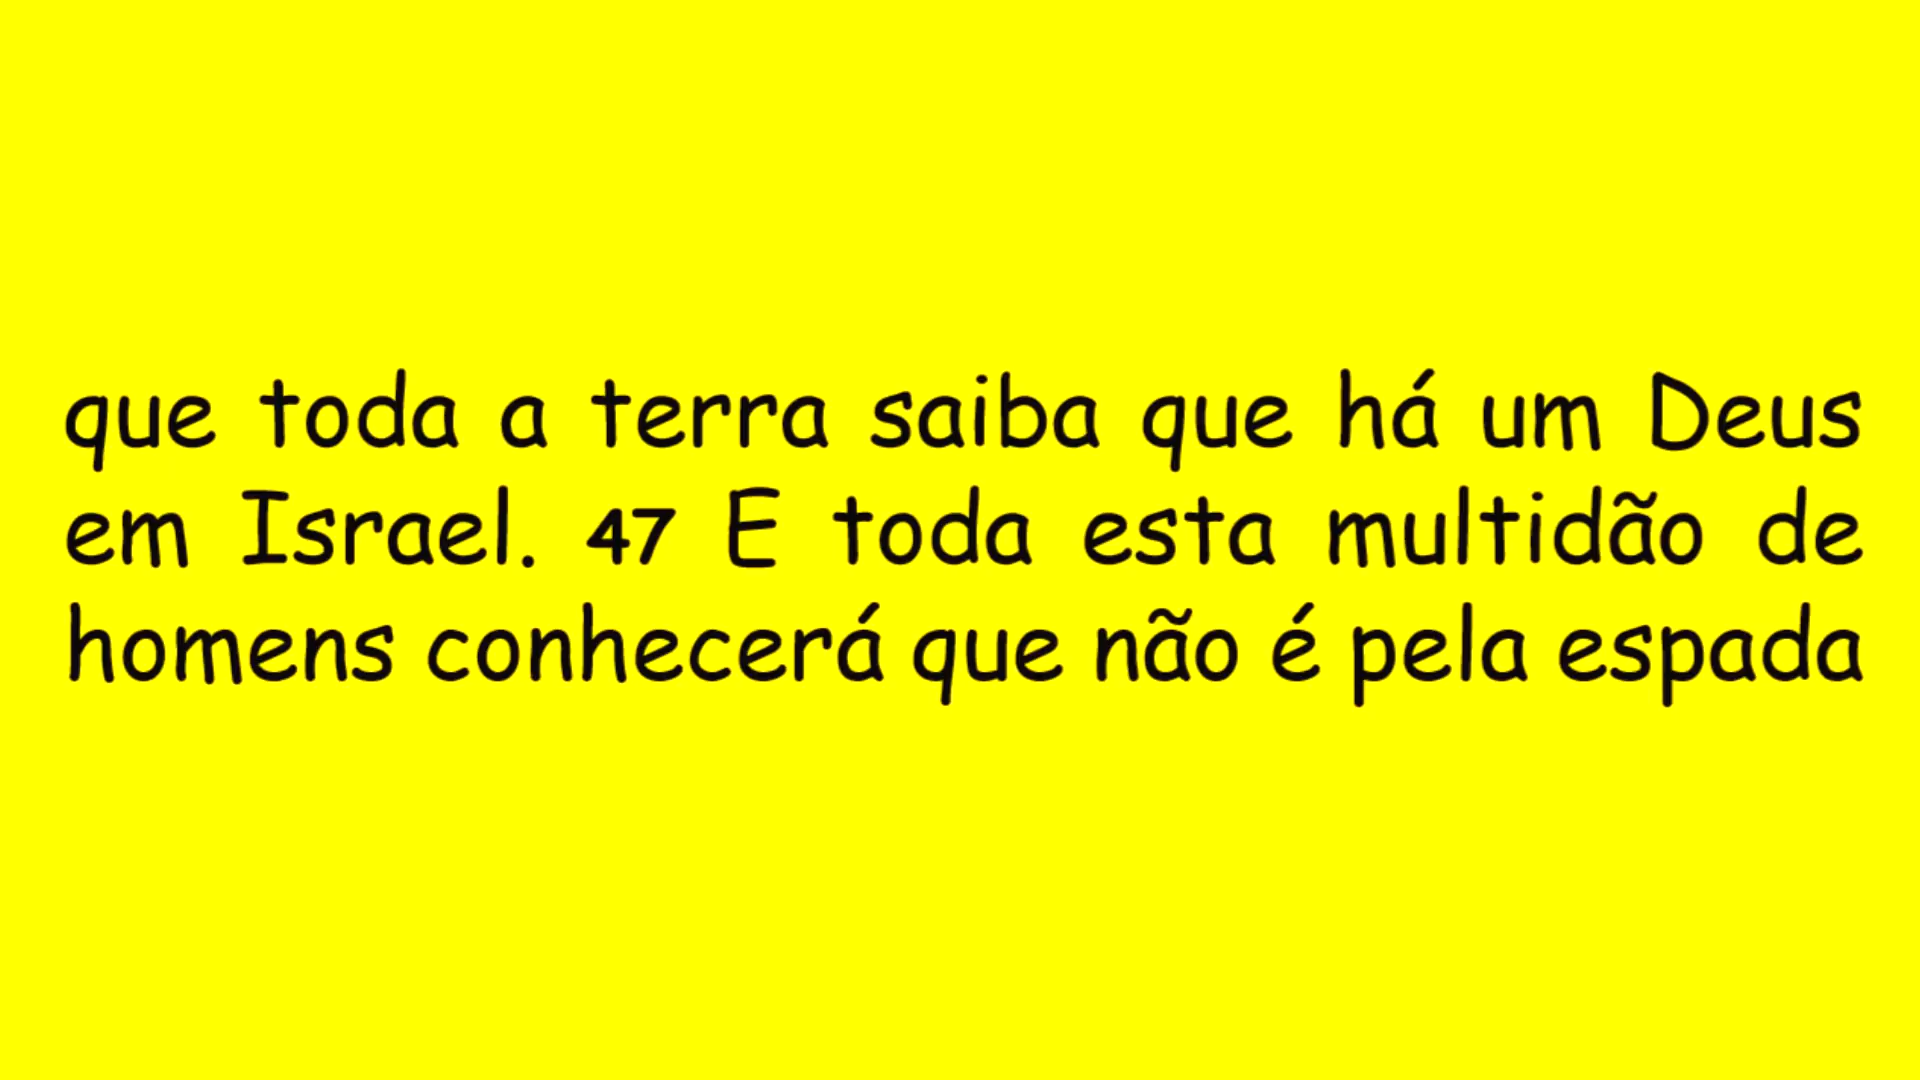 que toda a terra saiba que há um Deus
em Israel. 47 E toda esta multidão de
homens conhecerá que não é pela espada